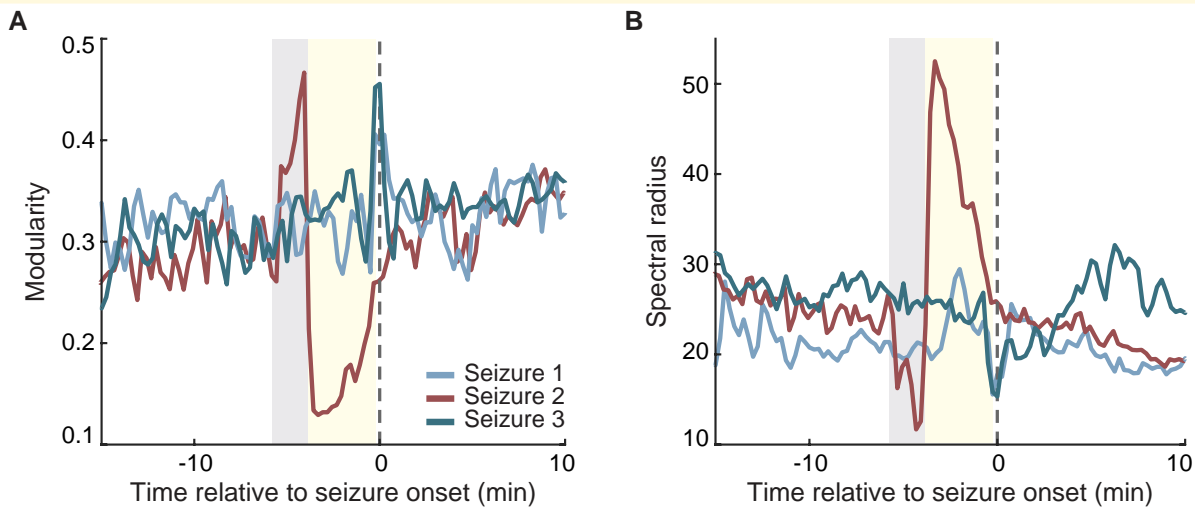 A
Modularity
0.5
0.4
0.3
0.2
0.1
Seizure 1
Seizure 2
Seizure 3
-10
0
10
Time relative to seizure onset (min)
B
Spectral radius
50
40
30
20
10
-10
0
10
Time relative to seizure onset (min)